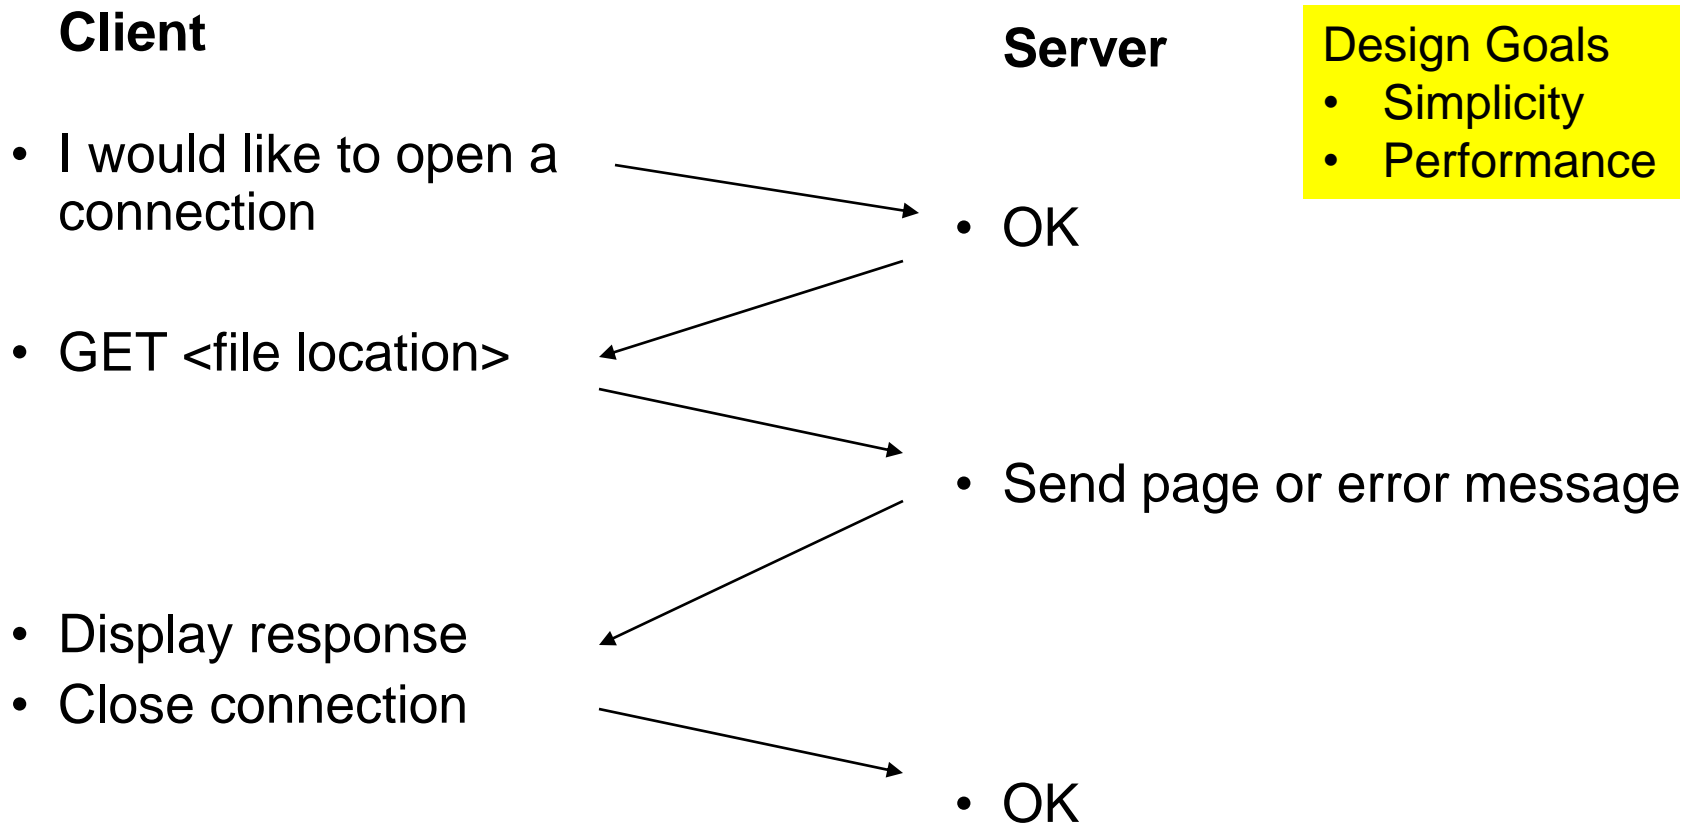 Client
Server
Design Goals
• Simplicity
• Performance
• I would like to open a
connection
• OK
• GET <file location>
• Send page or error message
• Display response
• Close connection
• OK